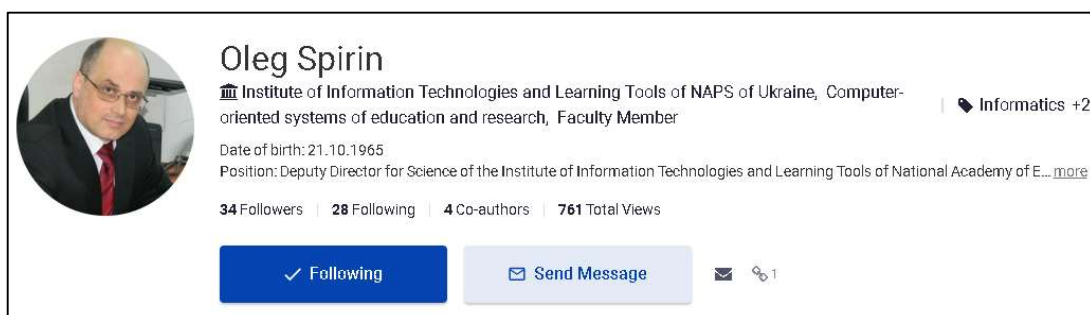 Oleg Spirin
Institute of Information Technologies and Learning Tools of NAPS of Ukraine, Computer-
oriented systems of education and research, Faculty Member
Informatics +2
Date of birth: 21.10.1965
Position: Deputy Director for Science of the Institute of Information Technologies and Learning Tools of National Academy of E... more
34 Followers | 28 Following | 4 Co-authors | 761 Total Views
Following
Send Message
1